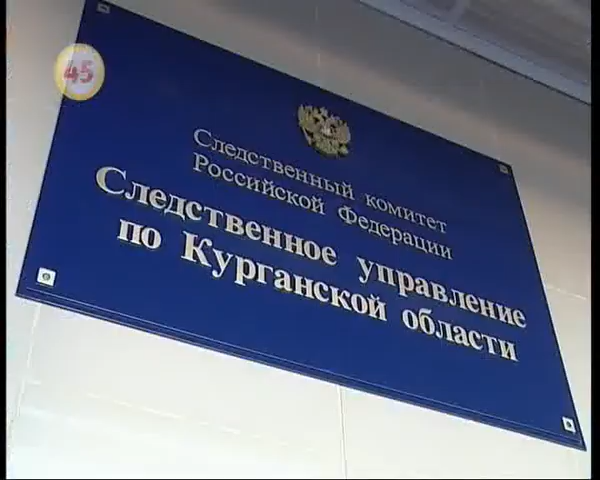 45
Следственный комитет
Российской Федерации
Следственное управление
по Курганской области